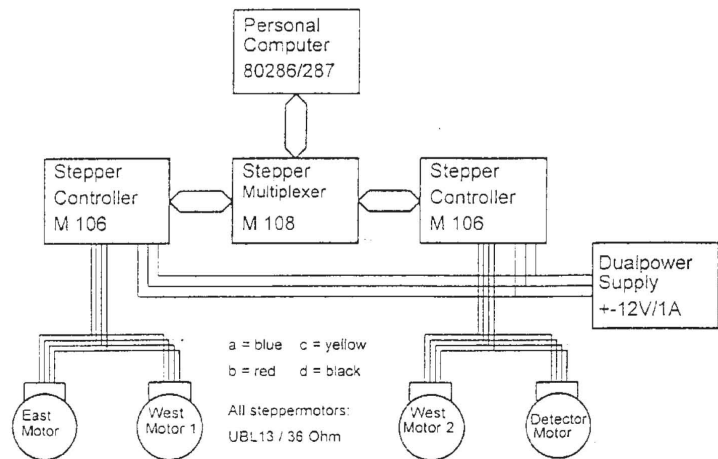 Personal
Computer
80286/287
Stepper
Controller
M 106
Stepper
Multiplexer
M 108
Stepper
Controller
M 106
Dualpower
Supply
+-12V/1A
a = blue c = yellow
b = red d = black
All steppermotors:
UBL13 / 36 Ohm
East
Motor
West
Motor 1
West
Motor 2
Detector
Motor